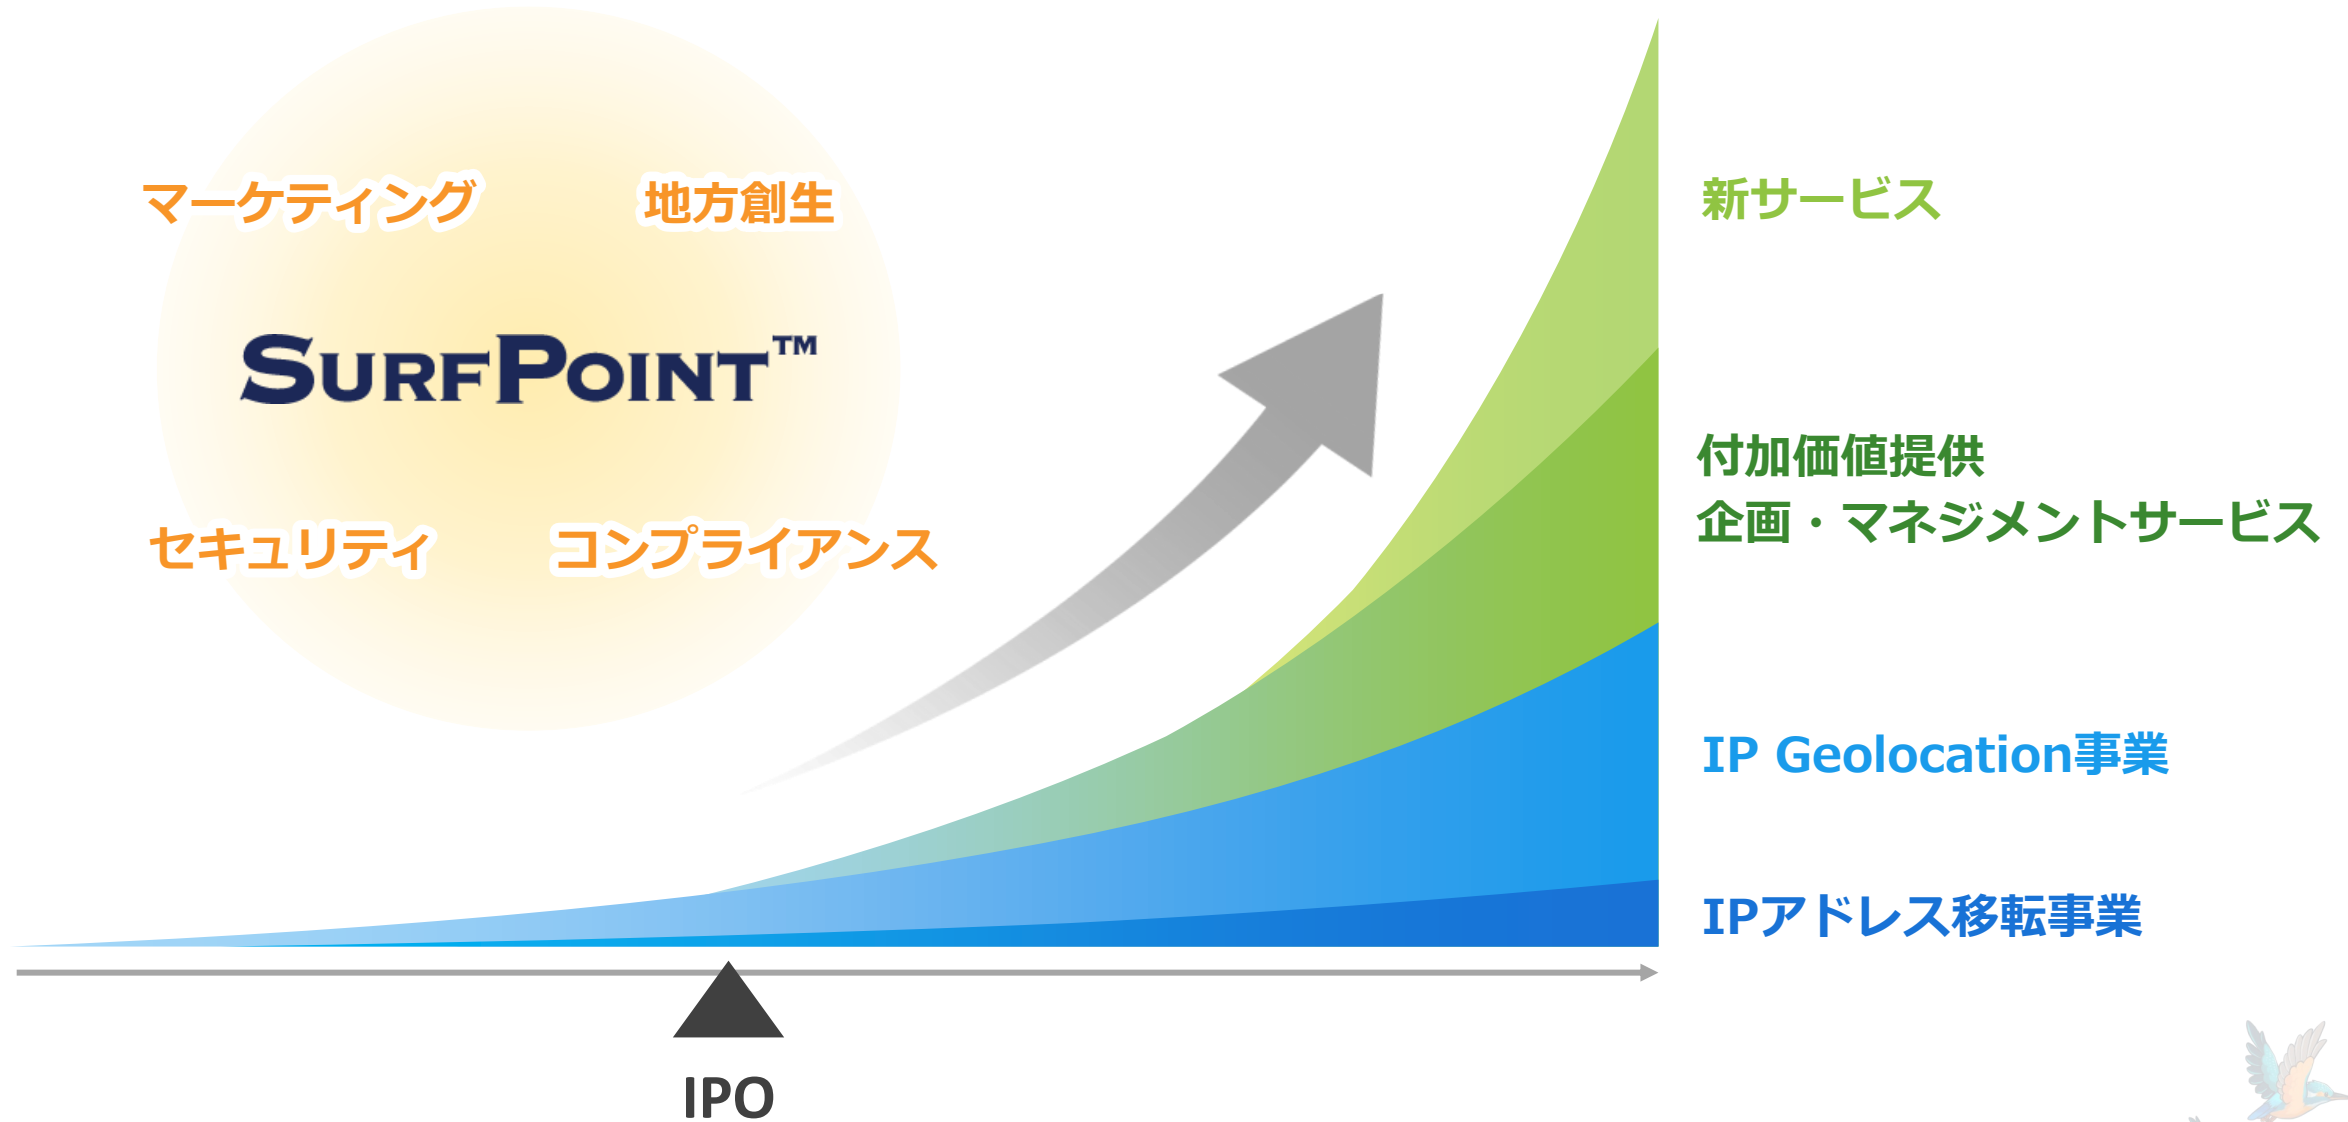 マーケティング
地方創生
SURFPOINT™
セキュリティ
コンプライアンス
新サービス
付加価値提供
企画・マネジメントサービス
IP Geolocation事業
IPアドレス移転事業
IPO